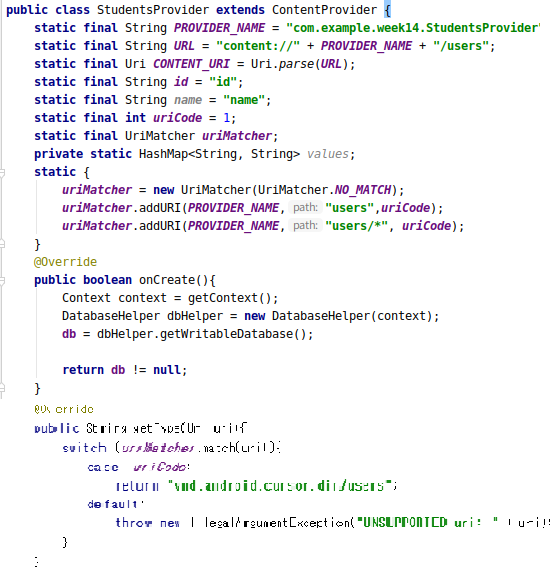 public class StudentsProvider extends ContentProvider {
static final String PROVIDER_NAME = "com.example.week14.StudentsProvider"
static final String URL = "content://" + PROVIDER_NAME + "/users";
static final Uri CONTENT_URI = Uri.parse(URL);
static final String id = "id";
static final String name = "name";
static final int uriCode = 1;
static final UriMatcher uriMatcher;
private static HashMap<String, String> values;
static {
uriMatcher = new UriMatcher(UriMatcher.NO_MATCH);
uriMatcher.addURI(PROVIDER_NAME, path: "users",uriCode);
uriMatcher.addURI(PROVIDER_NAME, path: "users/*", uriCode);
}
@Override
public boolean onCreate(){
Context context = getContext();
DatabaseHelper dbHelper = new DatabaseHelper(context);
db = dbHelper.getWritableDatabase();
return db != null;
}
@Override
public String getType(Uri uri){
switch (uriMatcher.match(uri)){
case uriCode:
return "vnd.android.cursor.dir/users";
default:
throw new IllegalArgumentException("UNSUPPORTED uri: " + uri)
}
}